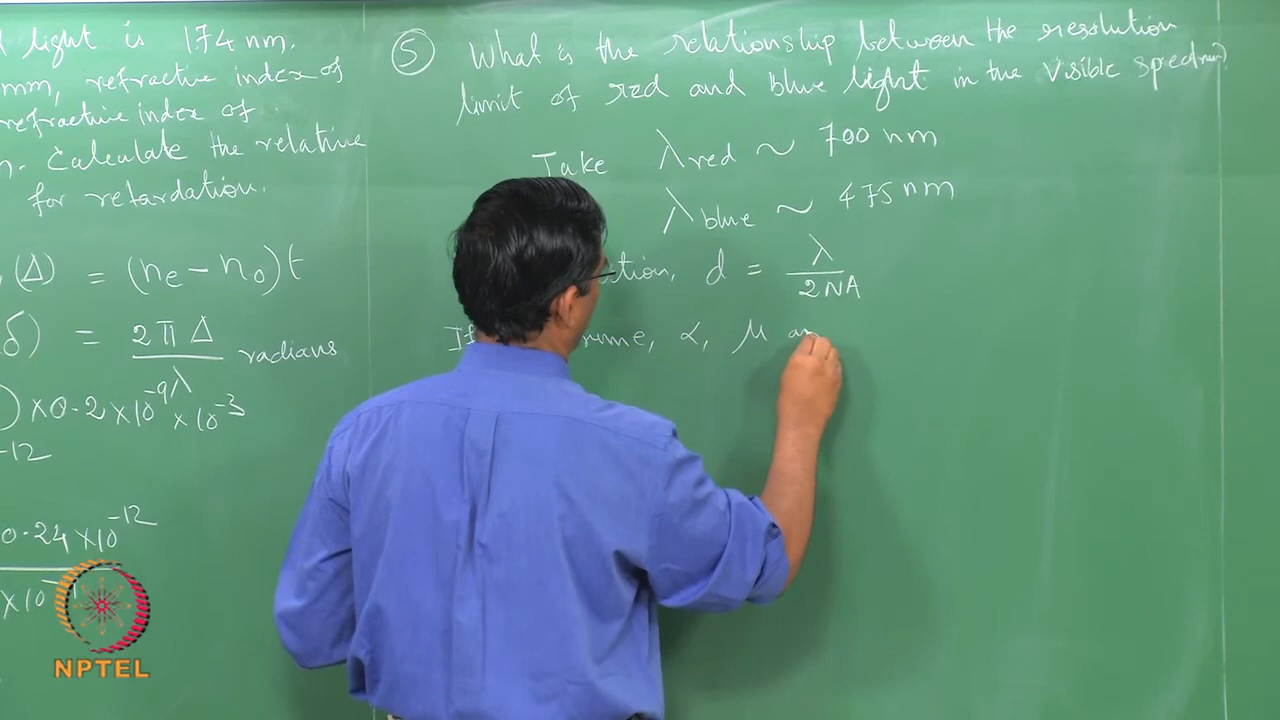 light is 174 nm.
mm, refractive index of
refractive index of
Calculate the relative
for retardation.
(Δ) = (ne - no) t
δ) = 2πΔ / λ radians
) × 0.2 × 10⁻⁹ × 10⁻³
-12
0.24 × 10⁻¹²
× 10
NPTEL
⑤ What is the relationship between the resolution
limit of red and blue light in the visible spectrum?
Take λred ~ 700 nm
λblue ~ 475 nm
d = λ / 2NA
α, μ